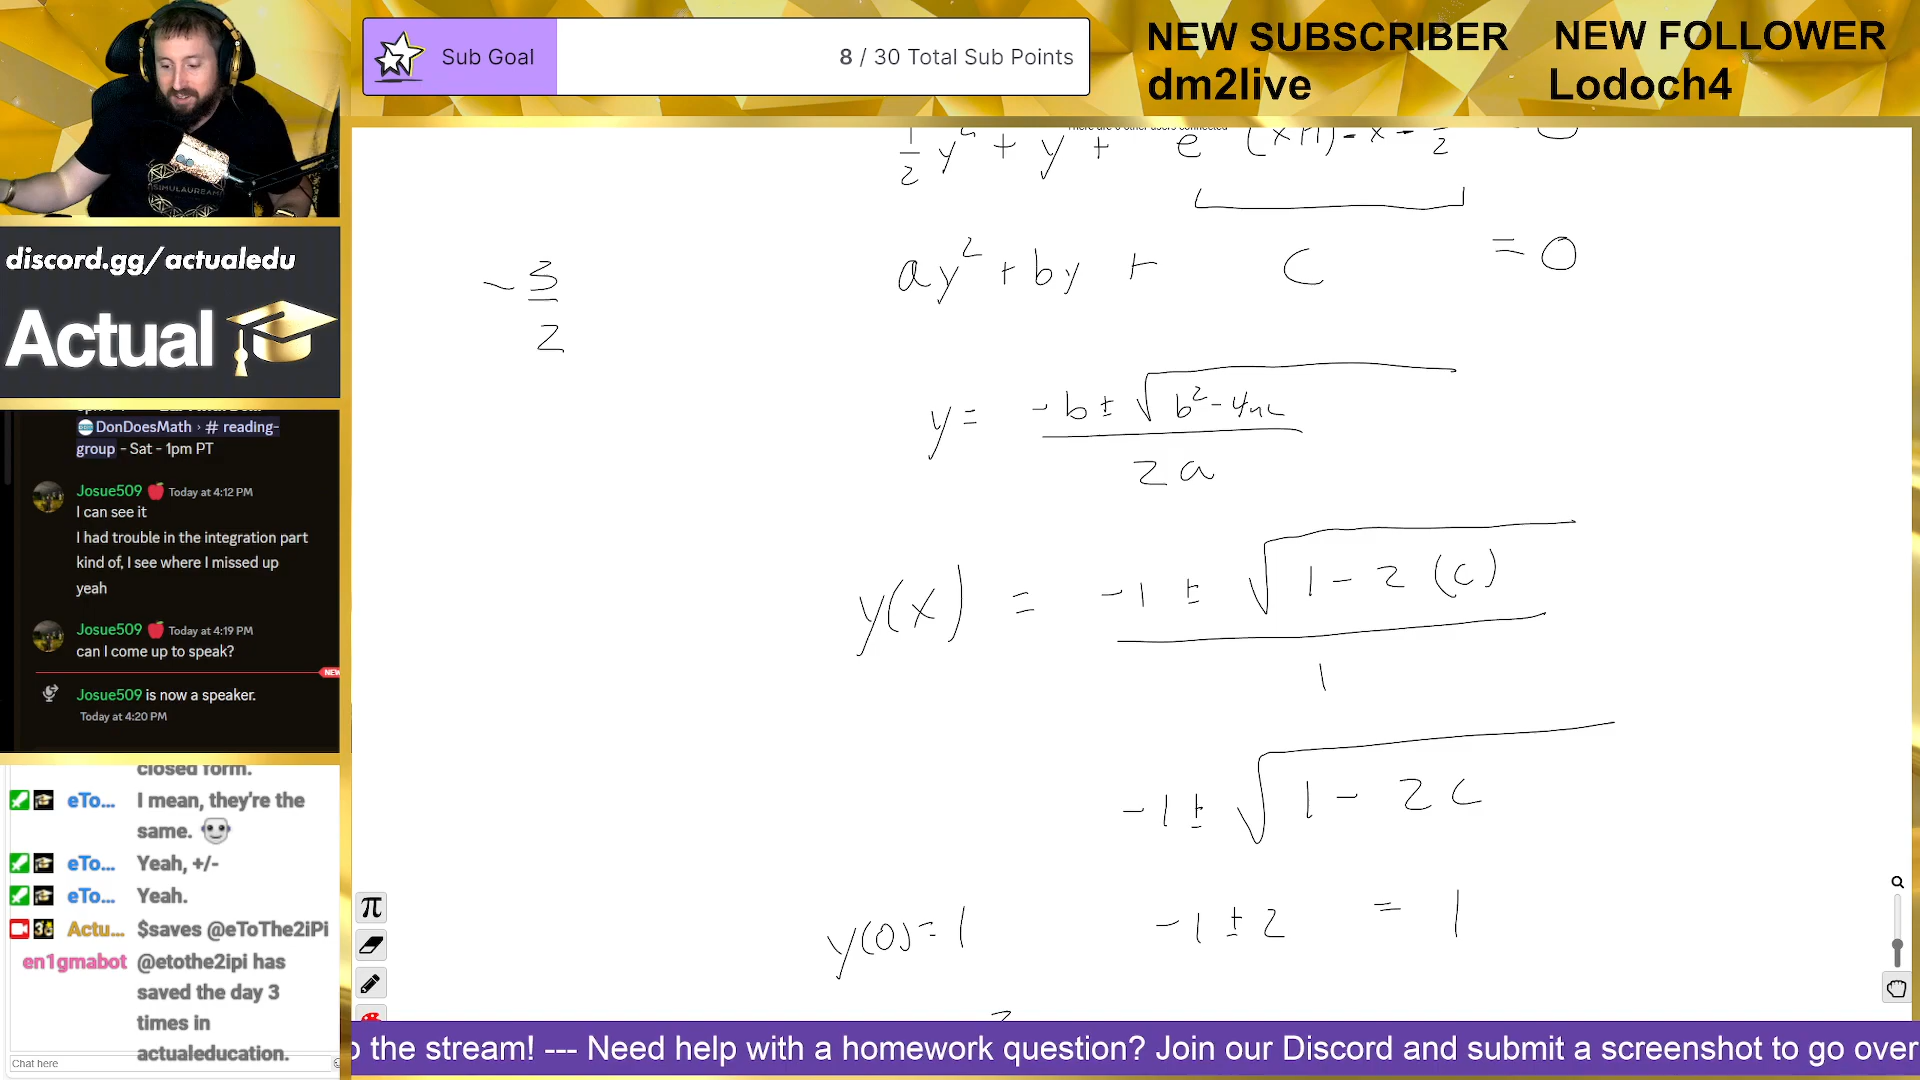 Sub Goal
8 / 30 Total Sub Points
NEW SUBSCRIBER
dm2live
NEW FOLLOWER
Lodoch4
discord.gg/actualedu
Actual
DonDoesMath › # reading-
group - Sat - 1pm PT
Josue509 Today at 4:12 PM
I can see it
I had trouble in the integration part
kind of, I see where I missed up
yeah
Josue509 Today at 4:19 PM
can I come up to speak?
NEW
Josue509 is now a speaker.
Today at 4:20 PM
closed form.
eTo... I mean, they're the
same.
eTo... Yeah, +/-
eTo... Yeah.
Actu... $saves @eToThe2iPi
en1gmabot @etothe2ipi has
saved the day 3
times in
actualeducation.
Chat here
- 3/2
ay² + by + c = 0
y = (-b ± √(b² - 4ac)) / 2a
y(x) = (-1 ± √(1 - 2(c))) / 1
-1 ± √(1 - 2c)
y(0) = 1 -1 ± 2 = 1
π
the stream! --- Need help with a homework question? Join our Discord and submit a screenshot to go over